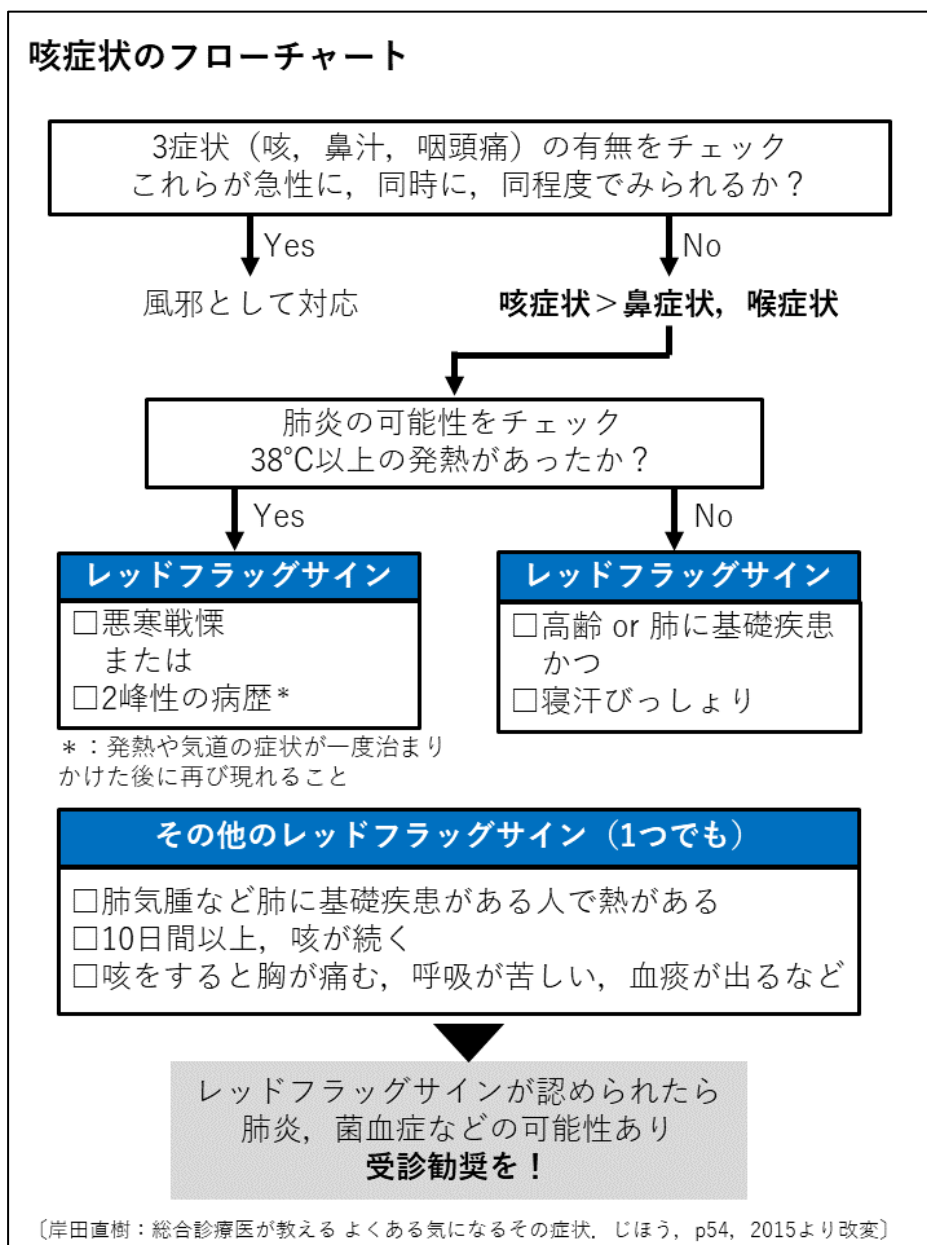 咳症状のフローチャート
3症状（咳，鼻汁，咽頭痛）の有無をチェック
これらが急性に，同時に，同程度でみられるか？
Yes
No
風邪として対応
咳症状＞鼻症状，喉症状
肺炎の可能性をチェック
38℃以上の発熱があったか？
Yes
No
レッドフラッグサイン
□悪寒戦慄
または
□2峰性の病歴*
＊：発熱や気道の症状が一度治まり
かけた後に再び現れること
レッドフラッグサイン
□高齢 or 肺に基礎疾患
かつ
□寝汗びっしょり
その他のレッドフラッグサイン（1つでも）
□肺気腫など肺に基礎疾患がある人で熱がある
□10日間以上，咳が続く
□咳をすると胸が痛む，呼吸が苦しい，血痰が出るなど
レッドフラッグサインが認められたら
肺炎，菌血症などの可能性あり
受診勧奨を！
〔岸田直樹：総合診療医が教える よくある気になるその症状．じほう，p54，2015より改変〕